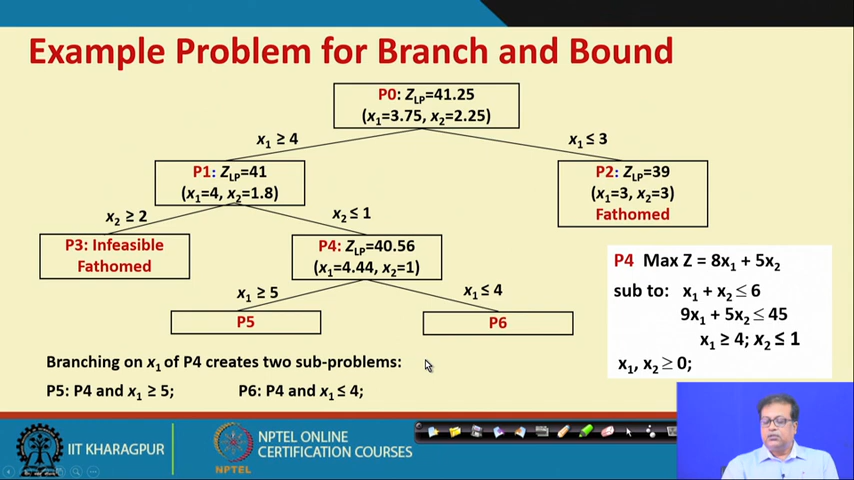 Example Problem for Branch and Bound
P0: Z_LP=41.25
(x₁=3.75, x₂=2.25)
x₁ ≥ 4
x₁ ≤ 3
P1: Z_LP=41
(x₁=4, x₂=1.8)
P2: Z_LP=39
(x₁=3, x₂=3)
Fathomed
x₂ ≥ 2
x₂ ≤ 1
P3: Infeasible
Fathomed
P4: Z_LP=40.56
(x₁=4.44, x₂=1)
x₁ ≥ 5
x₁ ≤ 4
P5
P6
P4 Max Z = 8x₁ + 5x₂
sub to: x₁ + x₂ ≤ 6
9x₁ + 5x₂ ≤ 45
x₁ ≥ 4; x₂ ≤ 1
x₁, x₂ ≥ 0;
Branching on x₁ of P4 creates two sub-problems:
P5: P4 and x₁ ≥ 5; P6: P4 and x₁ ≤ 4;
IIT KHARAGPUR
NPTEL
NPTEL ONLINE
CERTIFICATION COURSES